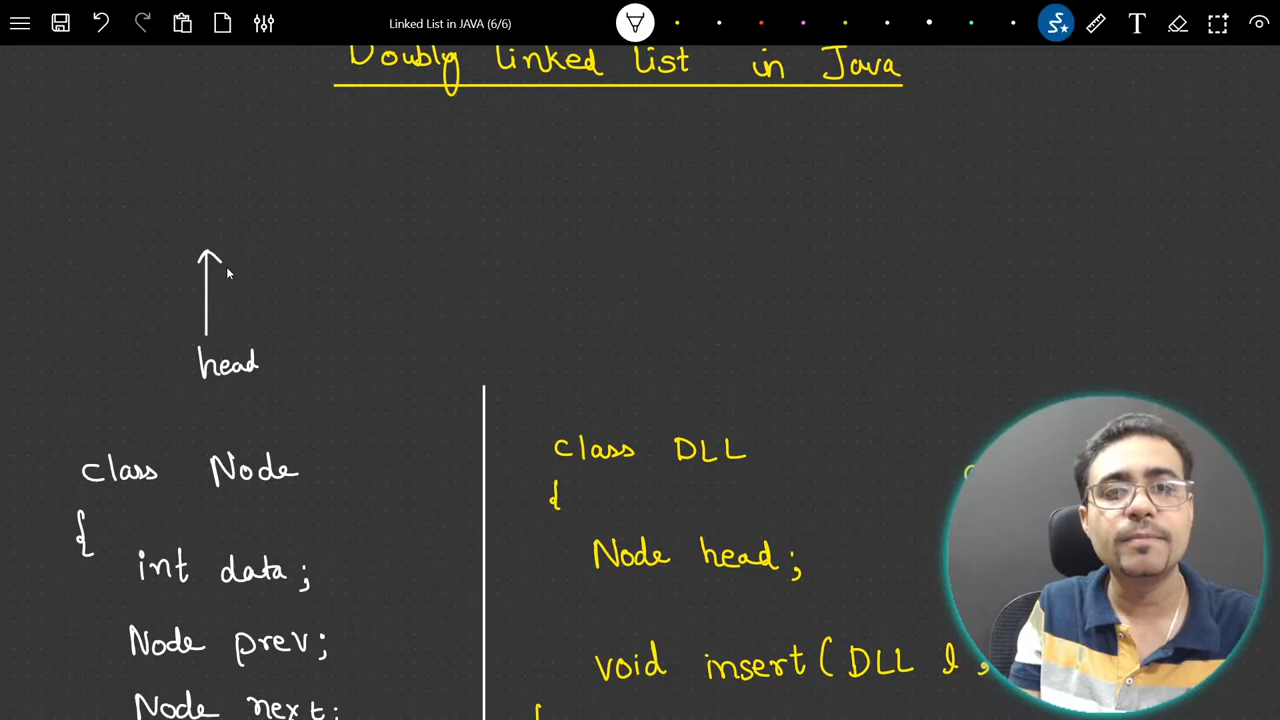 Linked List in JAVA (6/6)
T
Doubly linked list in Java
head
class Node
{
int data;
Node prev;
Node next;
class DLL
{
Node head;
void insert( DLL l,
{